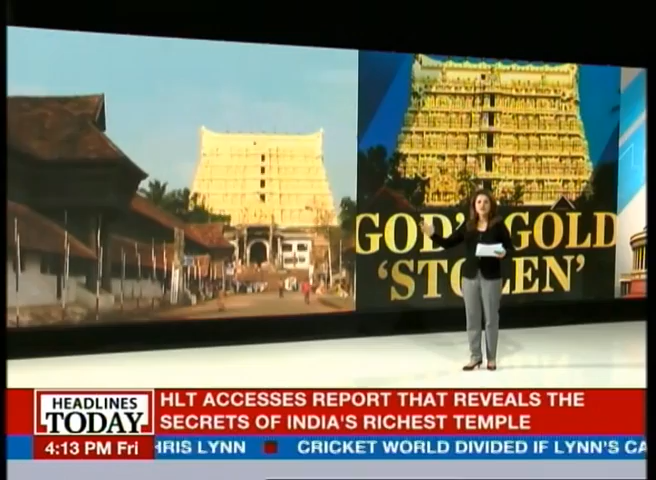 GOD'S GOLD
'STOLEN'
HEADLINES
TODAY
HLT ACCESSES REPORT THAT REVEALS THE
SECRETS OF INDIA'S RICHEST TEMPLE
4:13 PM Fri
HRIS LYNN CRICKET WORLD DIVIDED IF LYNN'S CA